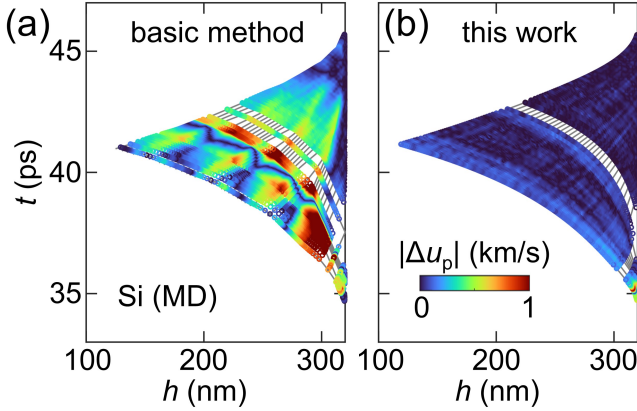 (a) basic method
(b) this work
45
40
35
t (ps)
Si (MD)
|Δuₚ| (km/s)
0 1
100 200 300
100 200 300
h (nm)
h (nm)